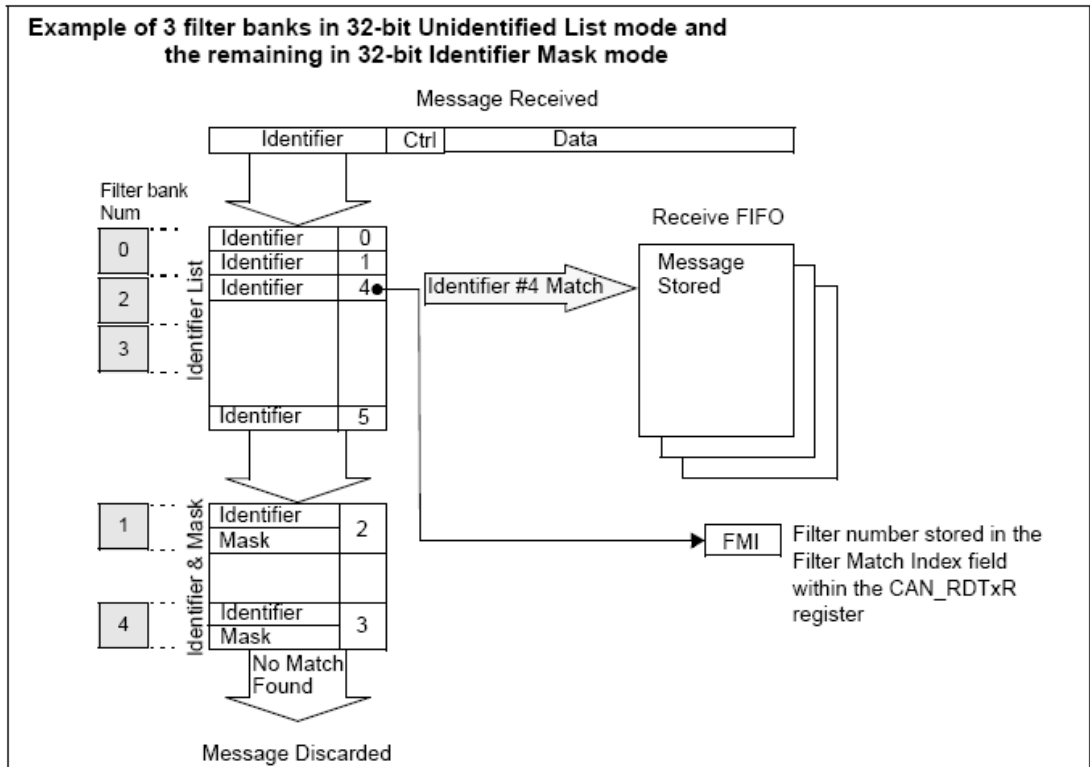 Example of 3 filter banks in 32-bit Unidentified List mode and
the remaining in 32-bit Identifier Mask mode
Message Received
Identifier Ctrl Data
Filter bank
Num
Receive FIFO
0
2
3
Identifier List
Identifier 0
Identifier 1
Identifier 4
Identifier 5
Identifier #4 Match
Message
Stored
1
4
Identifier & Mask
Identifier
Mask
2
Identifier
Mask
3
FMI
Filter number stored in the
Filter Match Index field
within the CAN_RDTxR
register
No Match
Found
Message Discarded